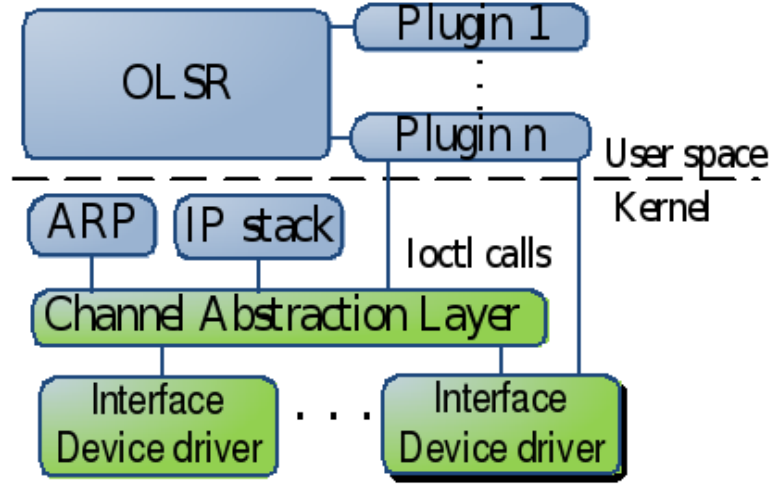 Plugin 1
OLSR
Plugin n
User space
Kernel
ARP
IP stack
Ioctl calls
Channel Abstraction Layer
Interface
Device driver
. . .
Interface
Device driver